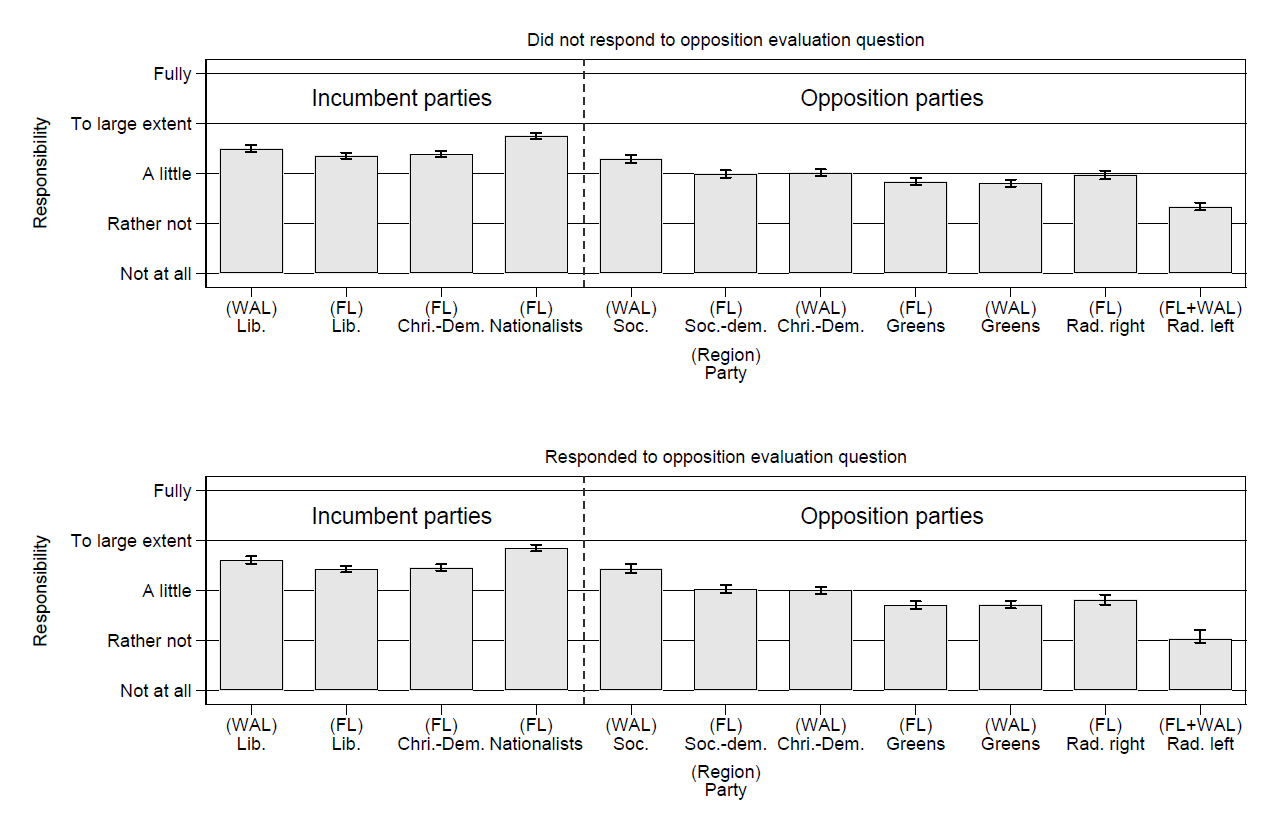 Did not respond to opposition evaluation question
Fully
Incumbent parties Opposition parties
To large extent
A little
Rather not
Not at all
Responsibility
(WAL) (FL) (FL) (FL) (WAL) (FL) (WAL) (FL) (WAL) (FL) (FL+WAL)
Lib. Lib. Chri.-Dem. Nationalists Soc. Soc.-dem. Chri.-Dem. Greens Greens Rad. right Rad. left
(Region)
Party
Responded to opposition evaluation question
Fully
Incumbent parties Opposition parties
To large extent
A little
Rather not
Not at all
Responsibility
(WAL) (FL) (FL) (FL) (WAL) (FL) (WAL) (FL) (WAL) (FL) (FL+WAL)
Lib. Lib. Chri.-Dem. Nationalists Soc. Soc.-dem. Chri.-Dem. Greens Greens Rad. right Rad. left
(Region)
Party